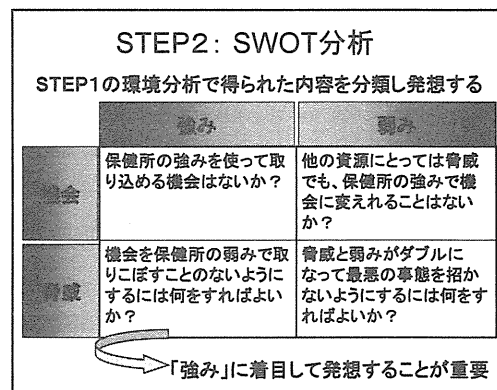 STEP2: SWOT分析
STEP1の環境分析で得られた内容を分類し発想する
強み
弱み
機会
保健所の強みを使って取
り込める機会はないか？
他の資源にとっては脅威
でも、保健所の強みで機
会に変えれることはない
か？
脅威
機会を保健所の弱みで取
りこぼすことのないように
するには何をすればよい
か？
脅威と弱みがダブルに
なって最悪の事態を招か
ないようにするには何をす
ればよいか？
「強み」に着目して発想することが重要